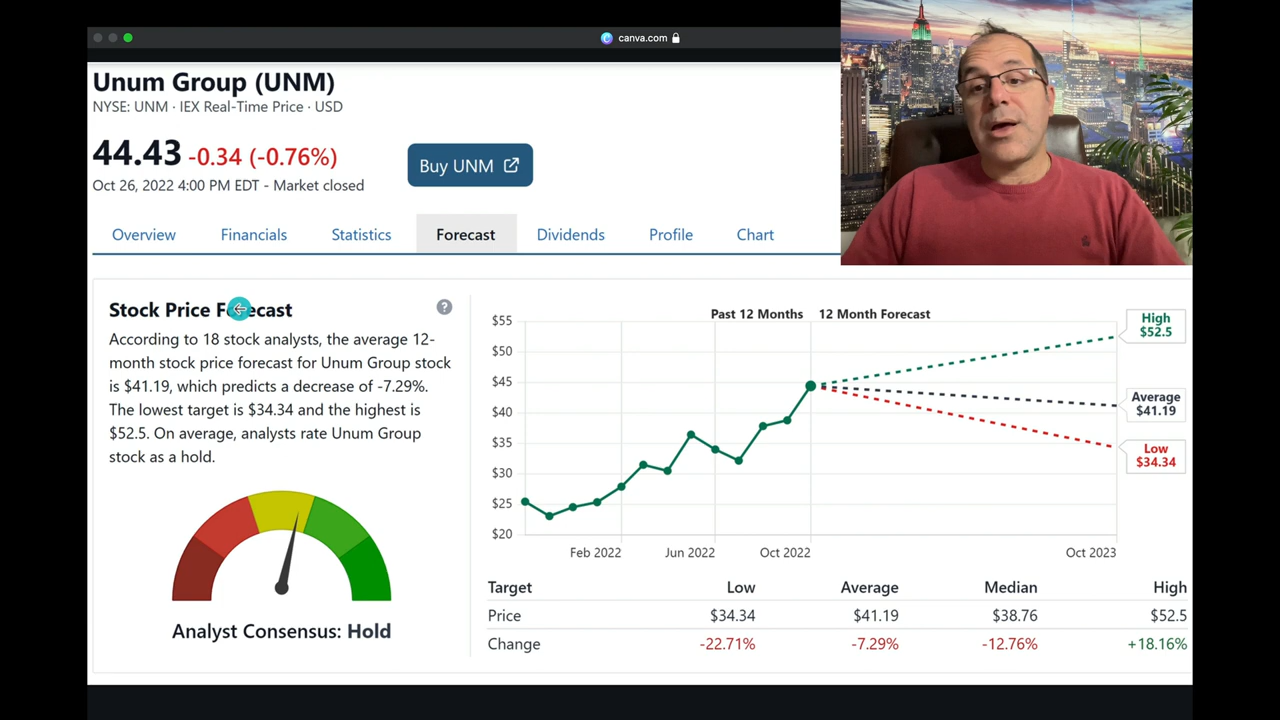 canva.com
Unum Group (UNM)
NYSE: UNM · IEX Real-Time Price · USD
44.43 -0.34 (-0.76%)
Buy UNM
Oct 26, 2022 4:00 PM EDT - Market closed
Overview Financials Statistics Forecast Dividends Profile Chart
Stock Price Forecast
?
According to 18 stock analysts, the average 12-
month stock price forecast for Unum Group stock
is $41.19, which predicts a decrease of -7.29%.
The lowest target is $34.34 and the highest is
$52.5. On average, analysts rate Unum Group
stock as a hold.
Analyst Consensus: Hold
Past 12 Months 12 Month Forecast
$55
$50
$45
$40
$35
$30
$25
$20
High
$52.5
Average
$41.19
Low
$34.34
Feb 2022 Jun 2022 Oct 2022 Oct 2023
Target Low Average Median High
Price $34.34 $41.19 $38.76 $52.5
Change -22.71% -7.29% -12.76% +18.16%